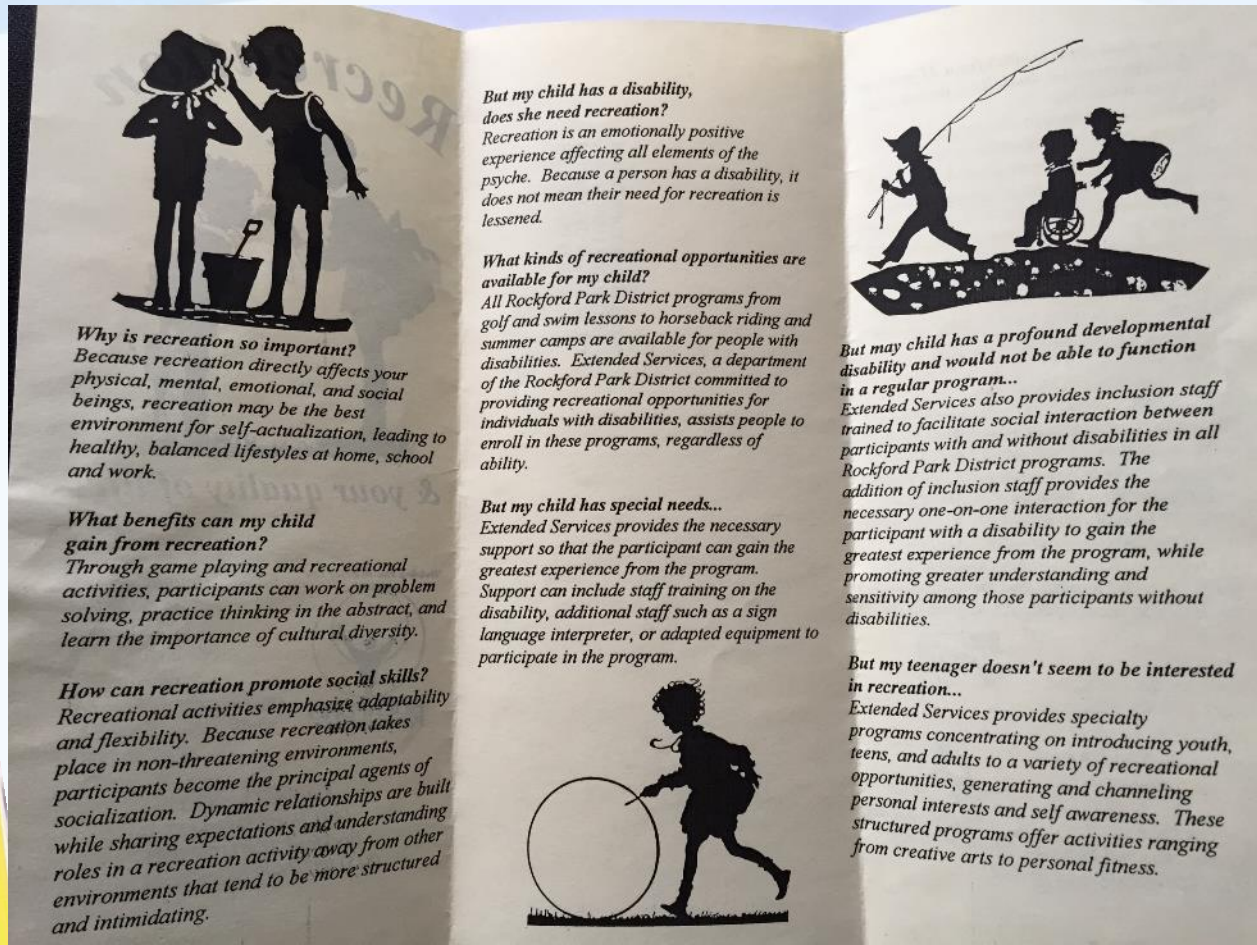 Why is recreation so important?
Because recreation directly affects your
physical, mental, emotional, and social
beings, recreation may be the best
environment for self-actualization, leading to
healthy, balanced lifestyles at home, school
and work.
What benefits can my child
gain from recreation?
Through game playing and recreational
activities, participants can work on problem
solving, practice thinking in the abstract, and
learn the importance of cultural diversity.
How can recreation promote social skills?
Recreational activities emphasize adaptability
and flexibility. Because recreation takes
place in non-threatening environments,
participants become the principal agents of
socialization. Dynamic relationships are built
while sharing expectations and understanding
roles in a recreation activity away from other
environments that tend to be more structured
and intimidating.
But my child has a disability,
does she need recreation?
Recreation is an emotionally positive
experience affecting all elements of the
psyche. Because a person has a disability, it
does not mean their need for recreation is
lessened.
What kinds of recreational opportunities are
available for my child?
All Rockford Park District programs from
golf and swim lessons to horseback riding and
summer camps are available for people with
disabilities. Extended Services, a department
of the Rockford Park District committed to
providing recreational opportunities for
individuals with disabilities, assists people to
enroll in these programs, regardless of
ability.
But my child has special needs...
Extended Services provides the necessary
support so that the participant can gain the
greatest experience from the program.
Support can include staff training on the
disability, additional staff such as a sign
language interpreter, or adapted equipment to
participate in the program.
But may child has a profound developmental
disability and would not be able to function
in a regular program...
Extended Services also provides inclusion staff
trained to facilitate social interaction between
participants with and without disabilities in all
Rockford Park District programs. The
addition of inclusion staff provides the
necessary one-on-one interaction for the
participant with a disability to gain the
greatest experience from the program, while
promoting greater understanding and
sensitivity among those participants without
disabilities.
But my teenager doesn't seem to be interested
in recreation...
Extended Services provides specialty
programs concentrating on introducing youth,
teens, and adults to a variety of recreational
opportunities, generating and channeling
personal interests and self awareness. These
structured programs offer activities ranging
from creative arts to personal fitness.